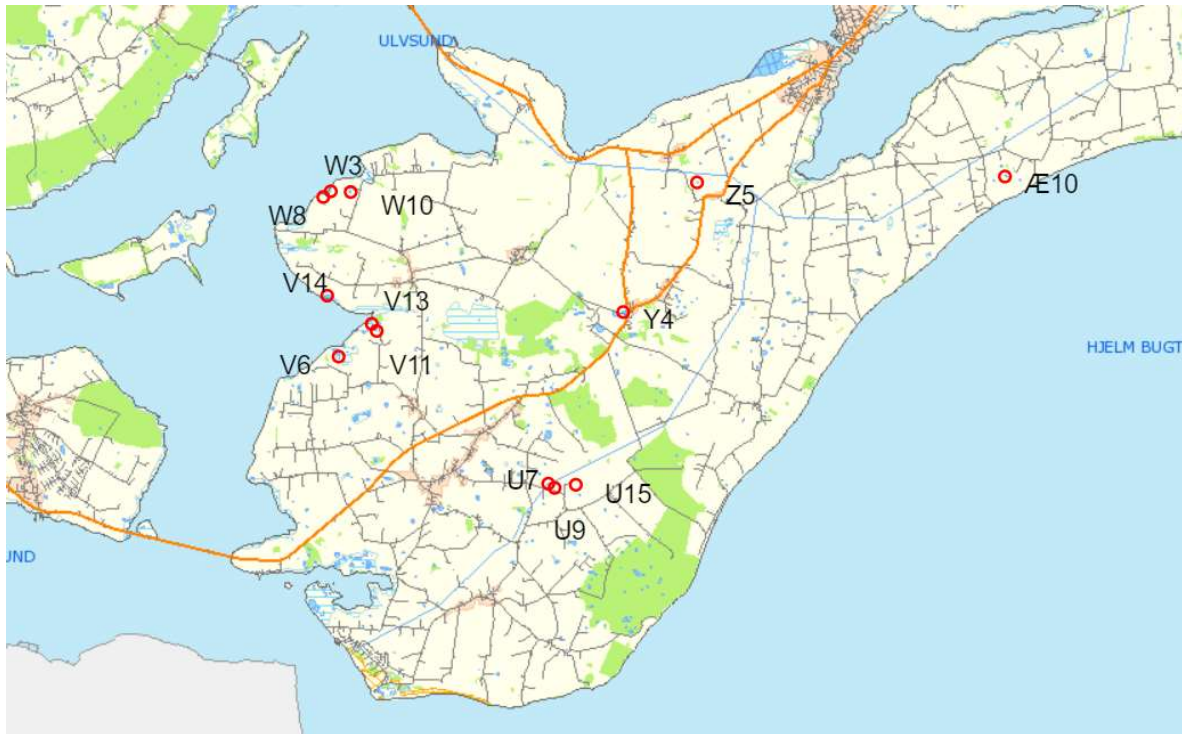 ULVSUND
W3
W8
W10
Z5
Æ10
V14
V13
Y4
V6
V11
HJELM BUGT
U7
U15
U9
UND